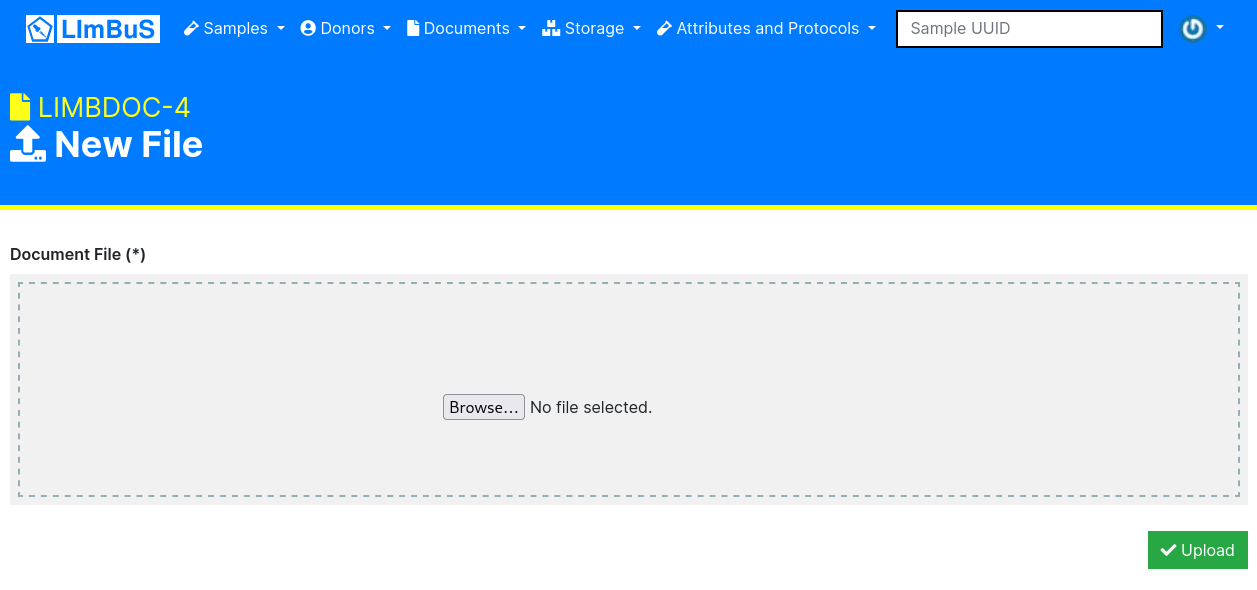 LImBuS Samples Donors Documents Storage Attributes and Protocols Sample UUID
LIMBDOC-4
New File
Document File (*)
Browse... No file selected.
Upload